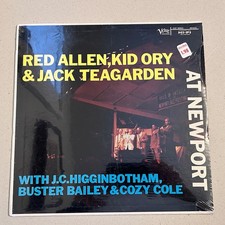 Verve
RED ALLEN, KID ORY
& JACK TEAGARDEN
AT NEWPORT
WITH J.C. HIGGINBOTHAM,
BUSTER BAILEY & COZY COLE